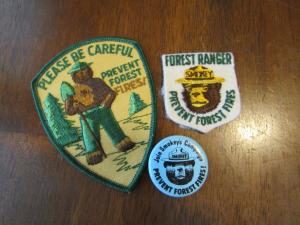 PLEASE BE CAREFUL
PREVENT
FOREST
FIRES!
FOREST RANGER
SMOKEY
PREVENT FOREST FIRES
Join Smokey's Campaign
SMOKEY
PREVENT FOREST FIRES!